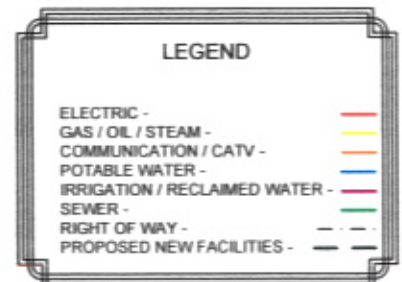 LEGEND
ELECTRIC -
GAS / OIL / STEAM -
COMMUNICATION / CATV -
POTABLE WATER -
IRRIGATION / RECLAIMED WATER -
SEWER -
RIGHT OF WAY -
PROPOSED NEW FACILITIES -